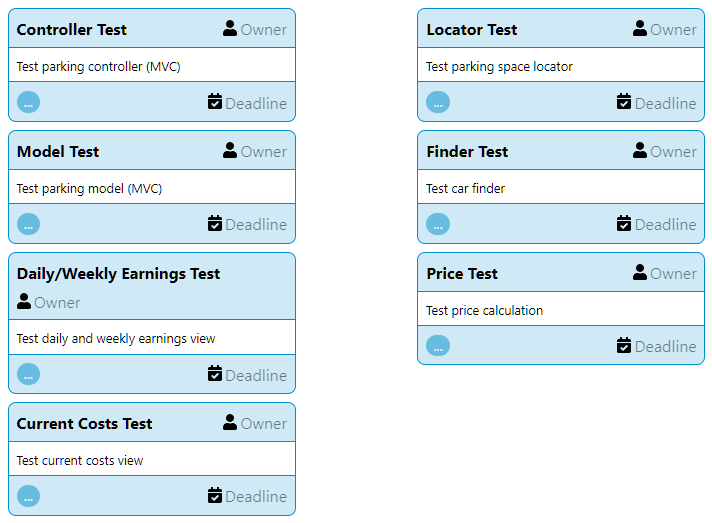 Controller Test Owner
Test parking controller (MVC)
... Deadline
Model Test Owner
Test parking model (MVC)
... Deadline
Daily/Weekly Earnings Test
Owner
Test daily and weekly earnings view
... Deadline
Current Costs Test Owner
Test current costs view
... Deadline
Locator Test Owner
Test parking space locator
... Deadline
Finder Test Owner
Test car finder
... Deadline
Price Test Owner
Test price calculation
... Deadline